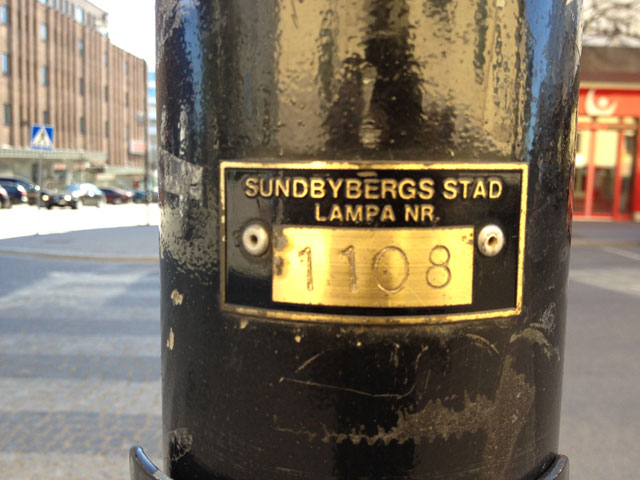 SUNDBYBERGS STAD
LAMPA NR.
1108